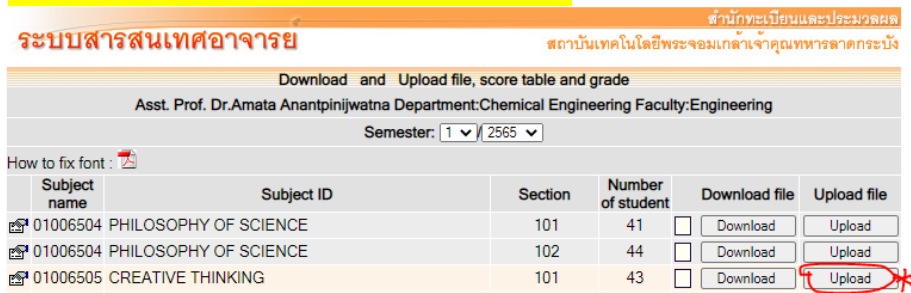 สำนักทะเบียนและประมวลผล
ระบบสารสนเทศอาจารย์
สถาบันเทคโนโลยีพระจอมเกล้าเจ้าคุณทหารลาดกระบัง
Download and Upload file, score table and grade
Asst. Prof. Dr.Amata Anantpinijwatna Department:Chemical Engineering Faculty:Engineering
Semester: 1 / 2565
How to fix font :
Subject name Subject ID Section Number of student Download file Upload file
01006504 PHILOSOPHY OF SCIENCE 101 41 Download Upload
01006504 PHILOSOPHY OF SCIENCE 102 44 Download Upload
01006505 CREATIVE THINKING 101 43 Download Upload